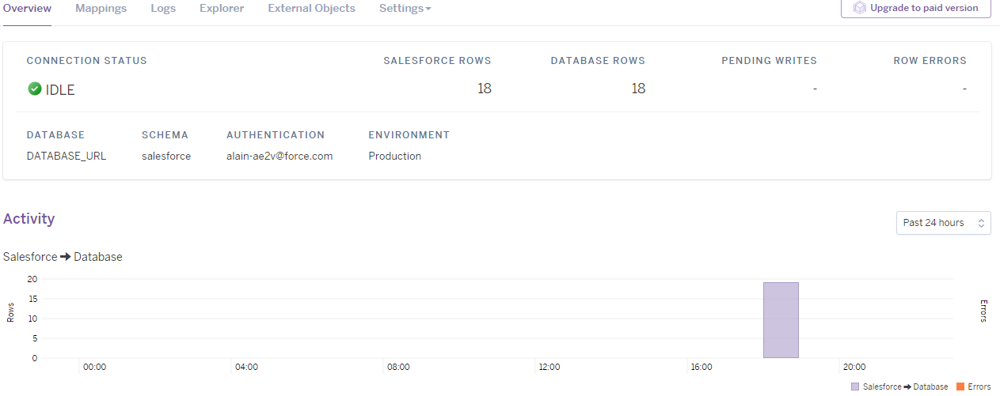 Overview Mappings Logs Explorer External Objects Settings Upgrade to paid version
CONNECTION STATUS SALESFORCE ROWS DATABASE ROWS PENDING WRITES ROW ERRORS
IDLE 18 18 - -
DATABASE SCHEMA AUTHENTICATION ENVIRONMENT
DATABASE_URL salesforce alain-ae2v@force.com Production
Activity Past 24 hours
Salesforce ➔ Database
20
15
10
5
0
Rows
Errors
00:00 04:00 08:00 12:00 16:00 20:00
Salesforce ➔ Database Errors